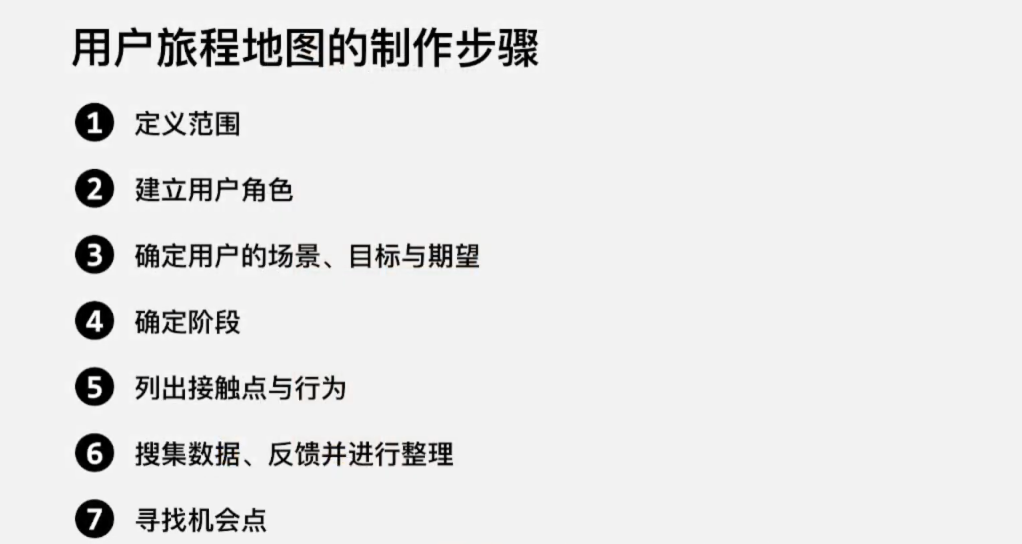 用户旅程地图的制作步骤
1 定义范围
2 建立用户角色
3 确定用户的场景、目标与期望
4 确定阶段
5 列出接触点与行为
6 搜集数据、反馈并进行整理
7 寻找机会点